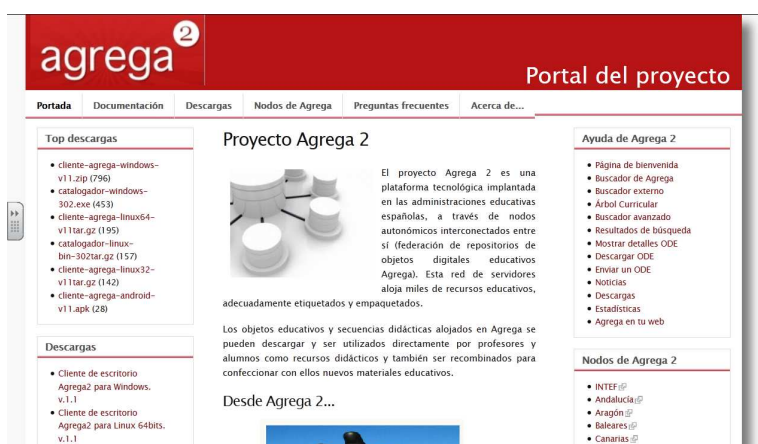 agrega 2
Portal del proyecto
Portada Documentación Descargas Nodos de Agrega Preguntas frecuentes Acerca de...
Top descargas
cliente-agrega-windows-
v11.zip (796)
catalogador-windows-
302.exe (453)
cliente-agrega-linux64-
v11tar.gz (195)
catalogador-linux-
bin-302tar.gz (157)
cliente-agrega-linux32-
v11tar.gz (142)
cliente-agrega-android-
v11.apk (28)
Descargas
Cliente de escritorio
Agrega2 para Windows.
v.1.1
Cliente de escritorio
Agrega2 para Linux 64bits.
v.1.1
Proyecto Agrega 2
El proyecto Agrega 2 es una
plataforma tecnológica implantada
en las administraciones educativas
españolas, a través de nodos
autonómicos interconectados entre
sí (federación de repositorios de
objetos digitales educativos
Agrega). Esta red de servidores
aloja miles de recursos educativos,
adecuadamente etiquetados y empaquetados.
Los objetos educativos y secuencias didácticas alojados en Agrega se
pueden descargar y ser utilizados directamente por profesores y
alumnos como recursos didácticos y también ser recombinados para
confeccionar con ellos nuevos materiales educativos.
Desde Agrega 2...
Ayuda de Agrega 2
Página de bienvenida
Buscador de Agrega
Buscador externo
Árbol Curricular
Buscador avanzado
Resultados de búsqueda
Mostrar detalles ODE
Descargar ODE
Enviar un ODE
Noticias
Descargas
Estadísticas
Agrega en tu web
Nodos de Agrega 2
INTEF
Andalucía
Aragón
Baleares
Canarias